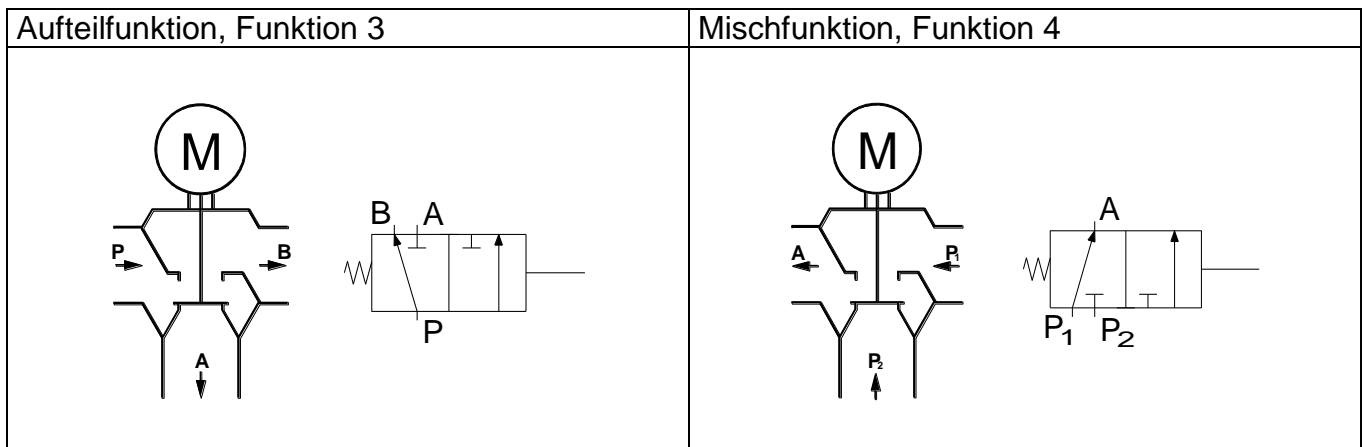 Aufteilfunktion, Funktion 3
Mischfunktion, Funktion 4
M
P
B
A
B A
P
M
A
P₁
P₂
A
P₁ P₂